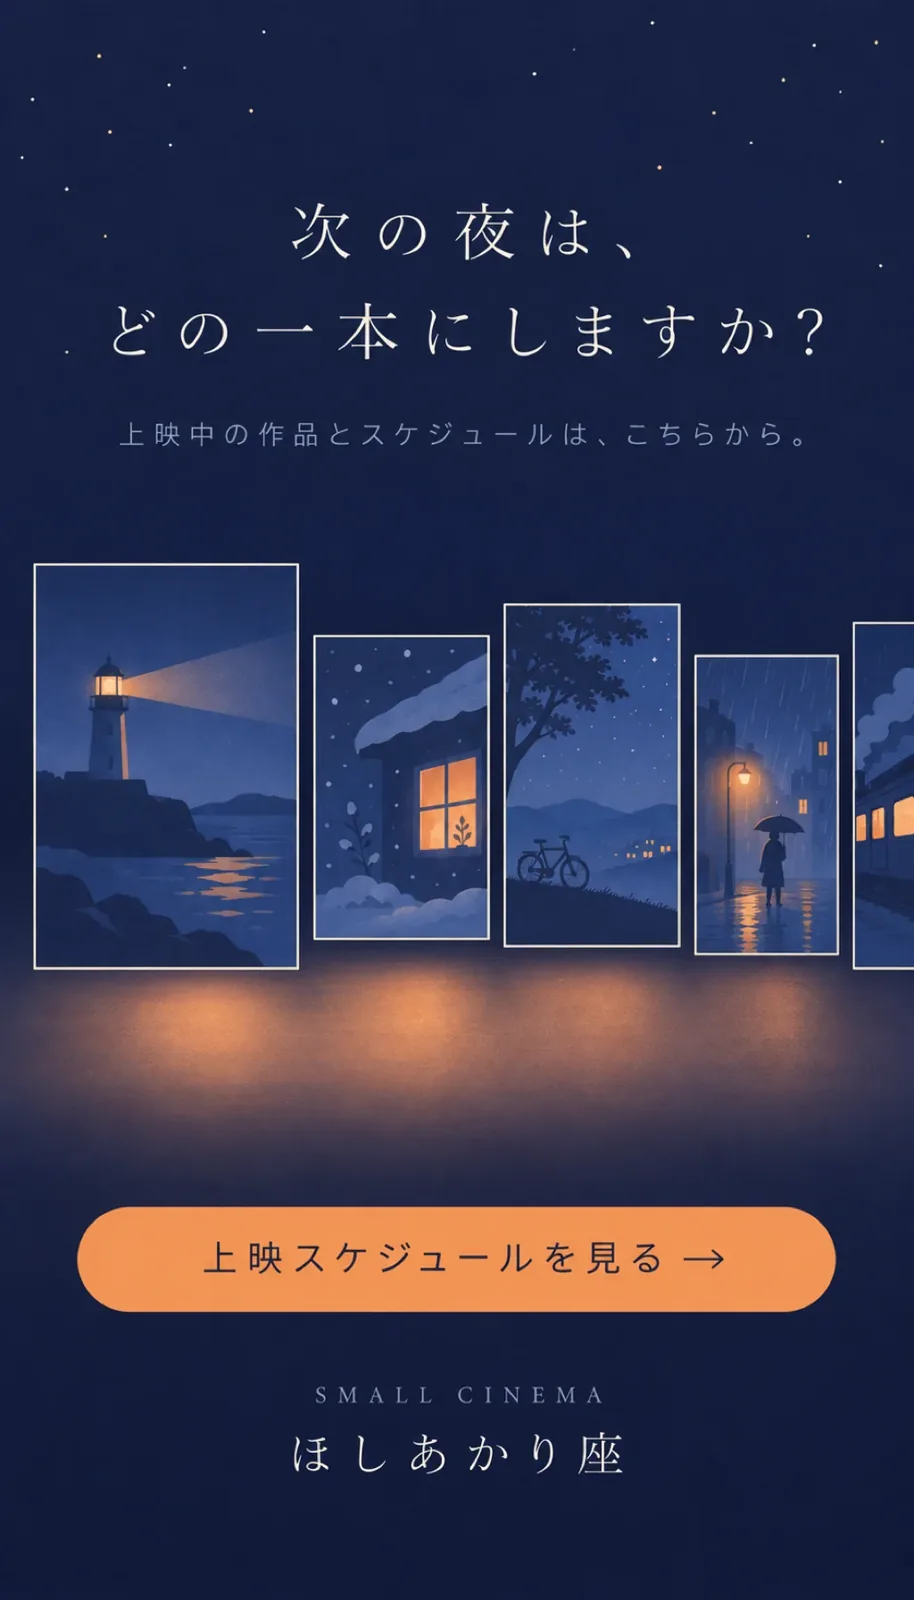 次の夜は、
どの一本にしますか？
上映中の作品とスケジュールは、こちらから。
上映スケジュールを見る →
SMALL CINEMA
ほしあかり座